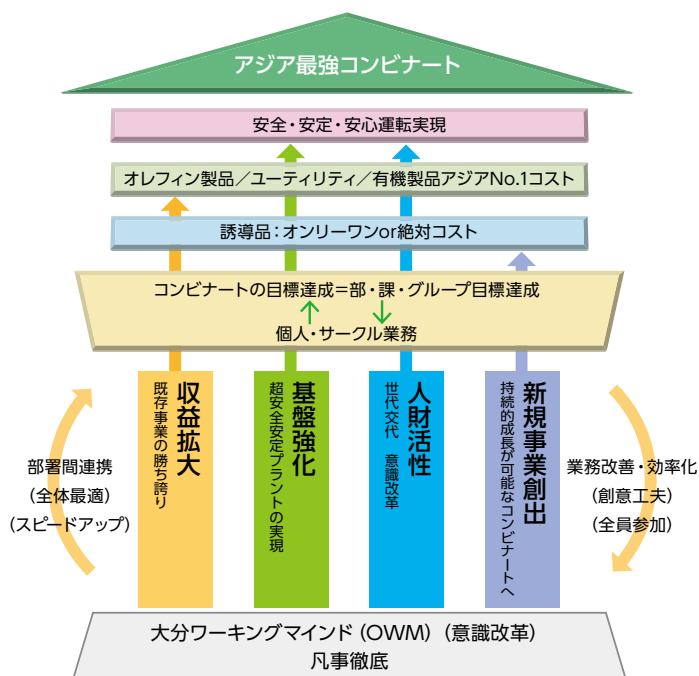 アジア最強コンビナート
安全・安定・安心運転実現
オレフィン製品／ユーティリティ／有機製品アジアNo.1コスト
誘導品：オンリーワンor絶対コスト
コンビナートの目標達成＝部・課・グループ目標達成
個人・サークル業務
収益拡大
既存事業の勝ち誇り
基盤強化
超安全安定プラントの実現
人財活性
世代交代　意識改革
新規事業創出
持続的成長が可能なコンビナートへ
部署間連携
（全体最適）
（スピードアップ）
業務改善・効率化
（創意工夫）
（全員参加）
大分ワーキングマインド（OWM）（意識改革）
凡事徹底